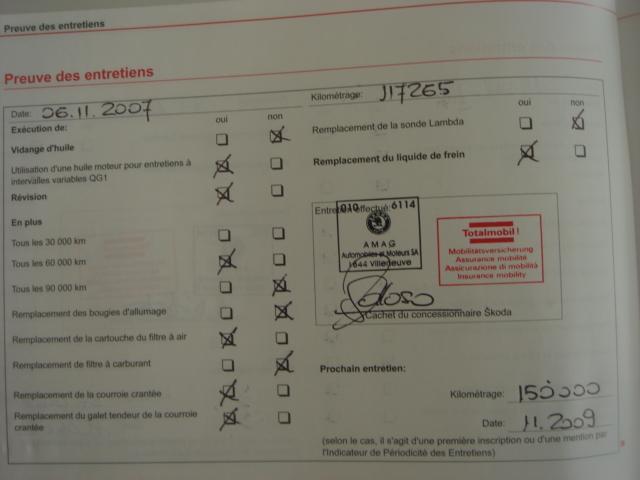 Preuve des entretiens
Preuve des entretiens
Date: 06.11.2007
oui non
Exécution de:
Vidange d'huile
Utilisation d'une huile moteur pour entretiens à
intervalles variables QG1
Révision
En plus
Tous les 30 000 km
Tous les 60 000 km
Tous les 90 000 km
Remplacement des bougies d'allumage
Remplacement de la cartouche du filtre à air
Remplacement de filtre à carburant
Remplacement de la courroie crantée
Remplacement du galet tendeur de la courroie
crantée
Kilométrage: 117265
oui non
Remplacement de la sonde Lambda
Remplacement du liquide de frein
Entretien effectué:
010 6114
AMAG
Automobiles et Moteurs SA
1844 Villeneuve
Totalmobil!
Mobilitätsversicherung
Assurance mobilité
Assicurazione di mobilità
Insurance mobility
Cachet du concessionnaire Škoda
Prochain entretien:
Kilométrage: 150000
Date: 11.2009
(selon le cas, il s'agit d'une première inscription ou d'une mention par
l'Indicateur de Périodicité des Entretiens)